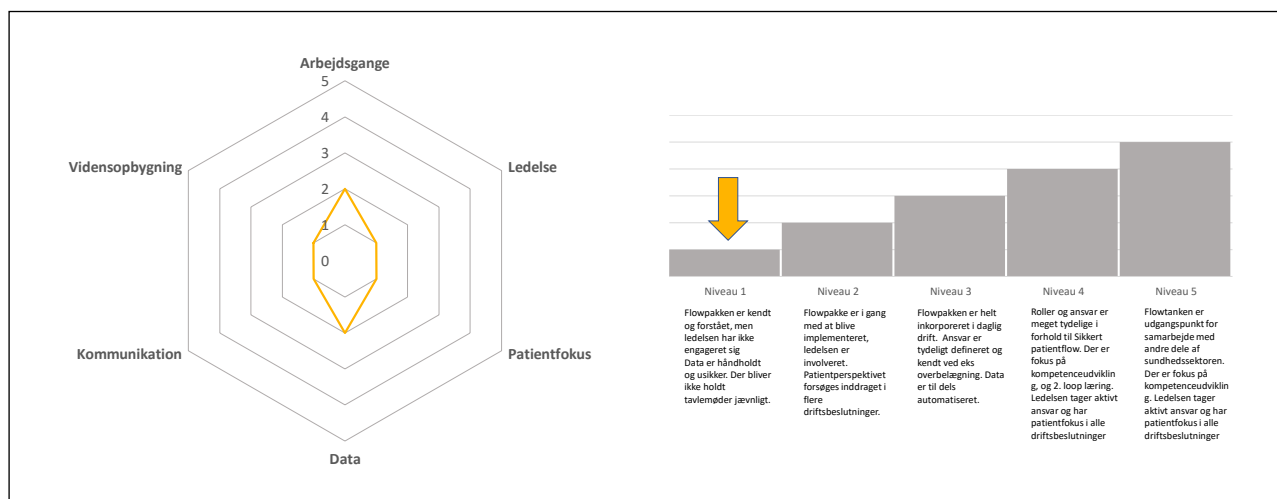 Arbejdsgange
5
4
3
2
1
0
Ledelse
Patientfokus
Data
Kommunikation
Vidensopbygning
Niveau 1
Flowpakken er kendt
og forstået, men
ledelsen har ikke
engageret sig
Data er håndholdt
og usikker. Der bliver
ikke holdt
tavlemøder jævnligt.
Niveau 2
Flowpakke er i gang
med at blive
implementeret,
ledelsen er
involveret.
Patientperspektivet
forsøges inddraget i
flere
driftsbeslutninger.
Niveau 3
Flowpakken er helt
inkorporeret i daglig
drift.  Ansvar er
tydeligt defineret og
kendt ved eks
overbelægning. Data
er til dels
automatiseret.
Niveau 4
Roller og ansvar er
meget tydelige i
forhold til Sikkert
patientflow. Der er
fokus på
kompetenceudviklin
g, og 2. loop læring.
Ledelsen tager aktivt
ansvar og har
patientfokus i alle
driftsbeslutninger
Niveau 5
Flowtanken er
udgangspunkt for
samarbejde med
andre dele af
sundhedssektoren.
Der er fokus på
kompetenceudviklin
g. Ledelsen tager
aktivt ansvar og har
patientfokus i alle
driftsbeslutninger